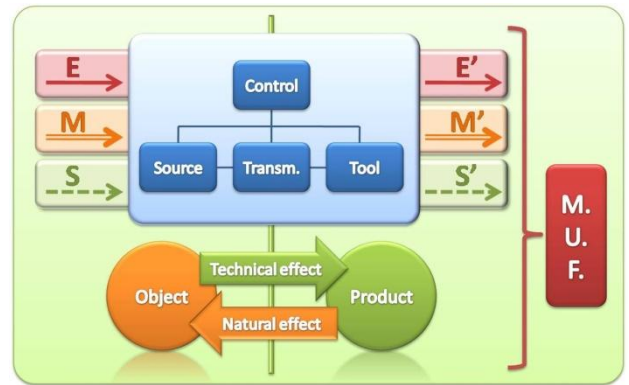 E
M
S
Control
Source
Transm.
Tool
E’
M’
S’
Technical effect
Object
Product
Natural effect
M.
U.
F.